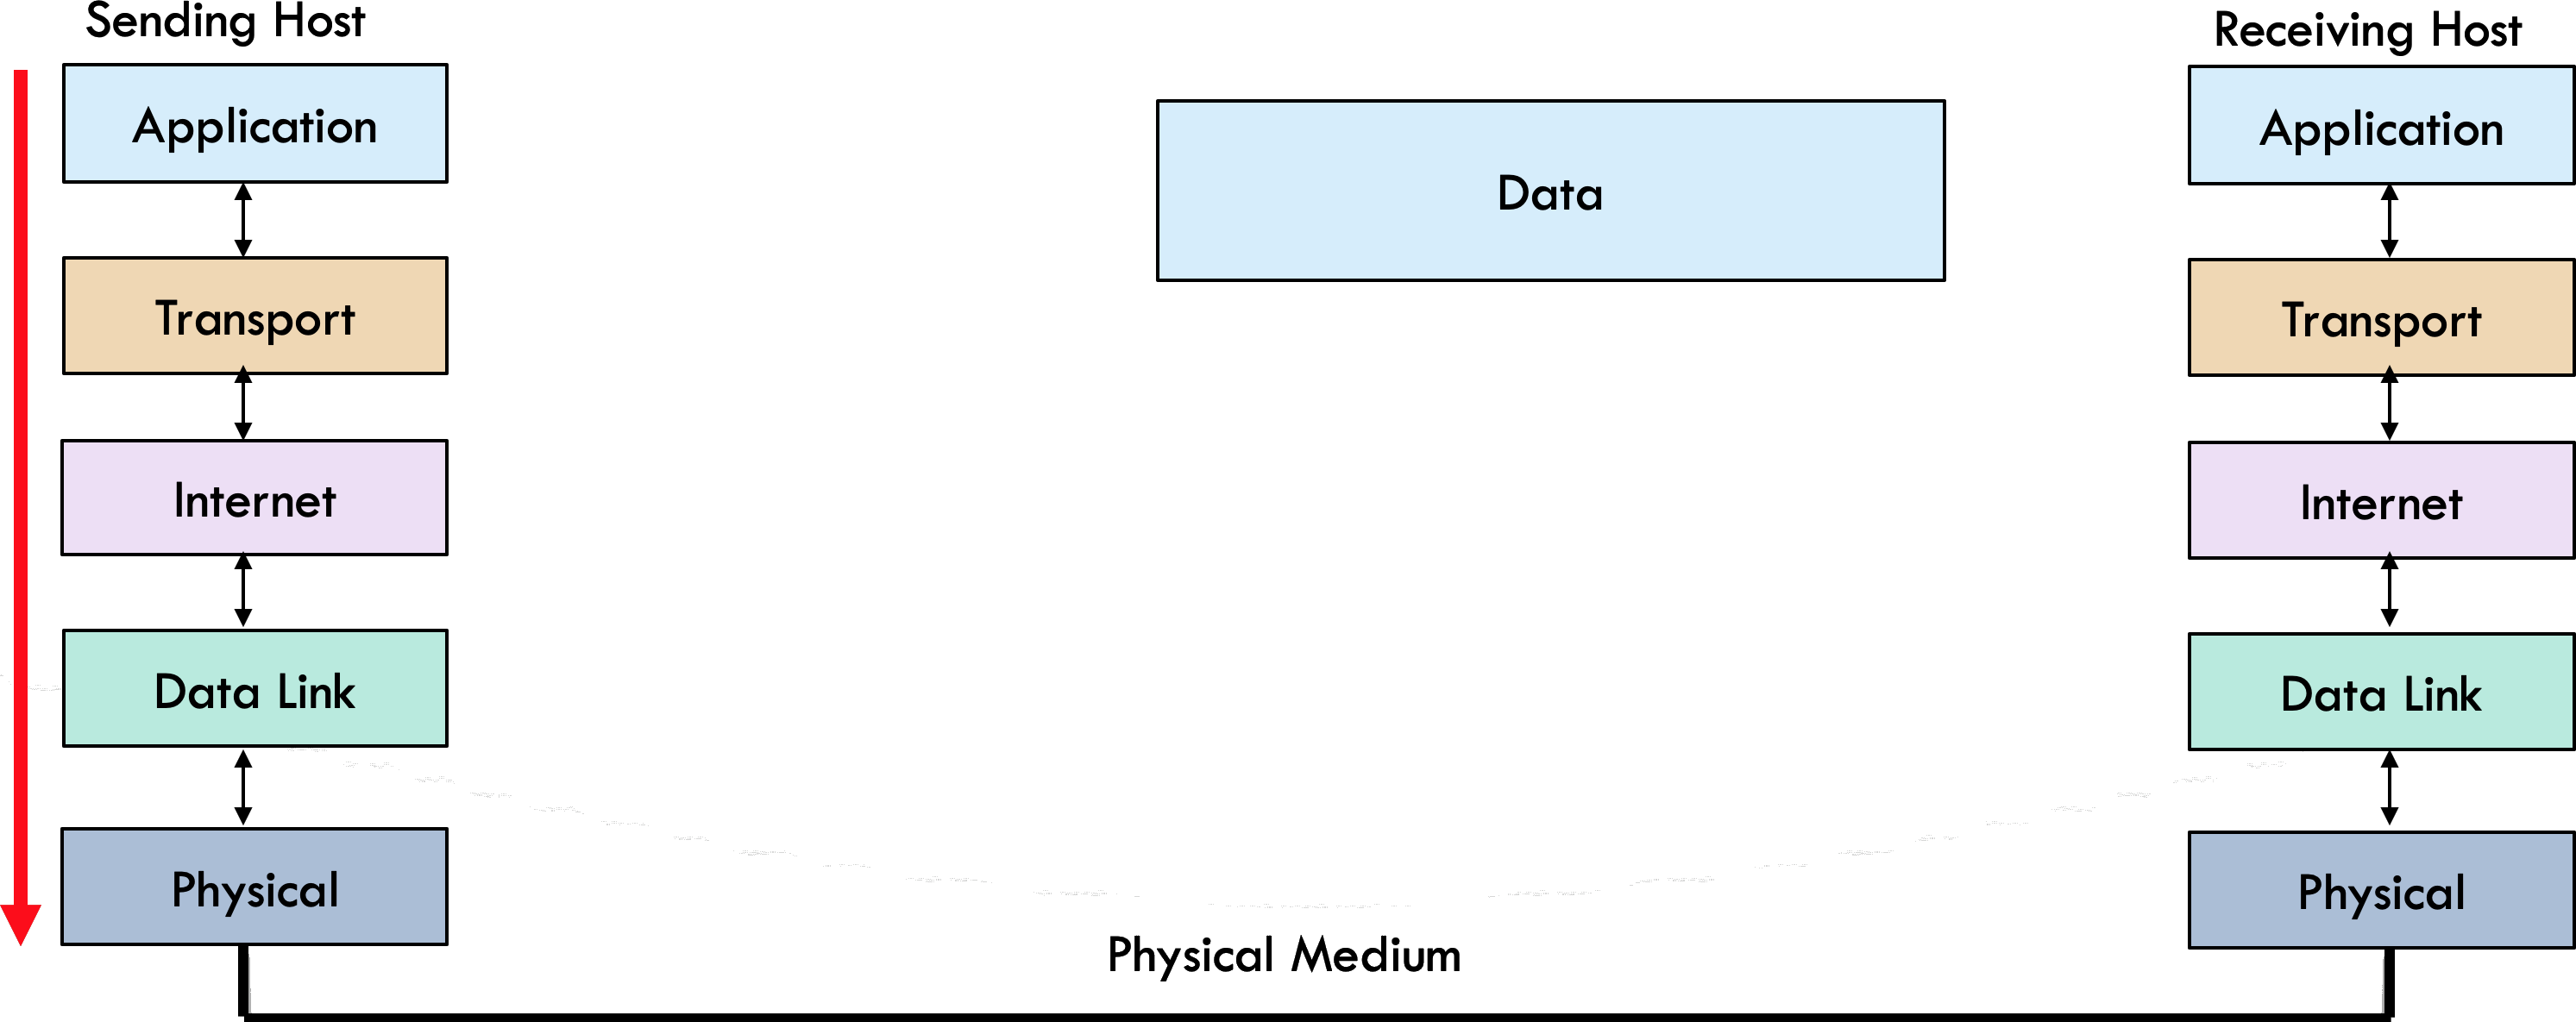 Sending Host
Receiving Host
Application
Data
Application
Transport
Transport
Internet
Internet
Data Link
Data Link
Physical
Physical
Physical Medium